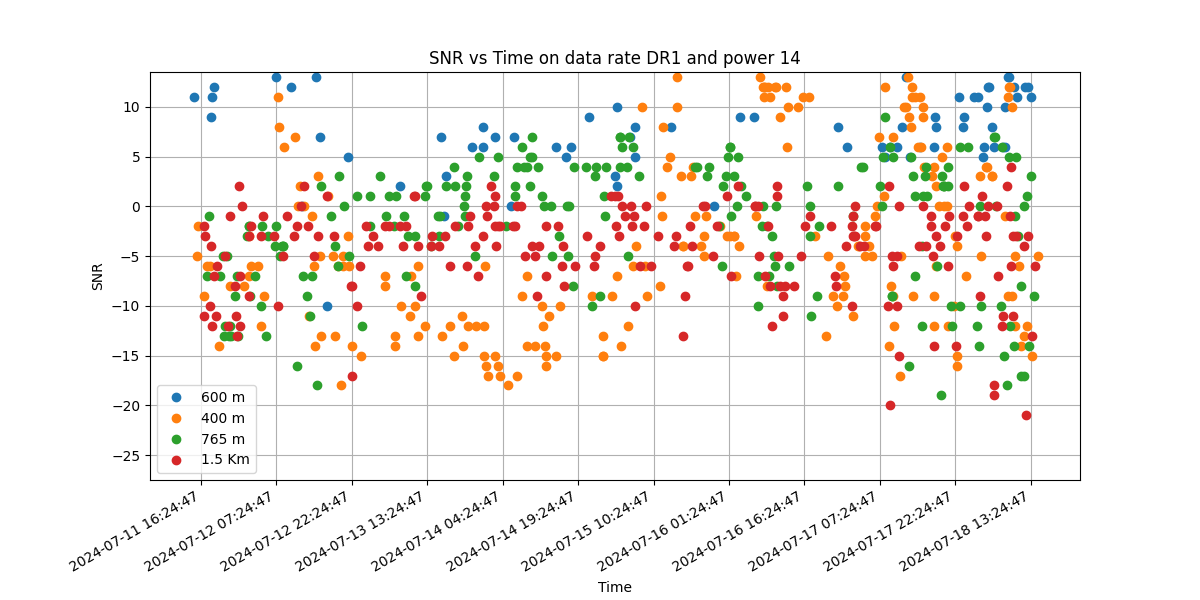 SNR vs Time on data rate DR1 and power 14
SNR
10
5
0
−5
−10
−15
−20
−25
600 m
400 m
765 m
1.5 Km
2024-07-11 16:24:47
2024-07-12 07:24:47
2024-07-12 22:24:47
2024-07-13 13:24:47
2024-07-14 04:24:47
2024-07-14 19:24:47
2024-07-15 10:24:47
2024-07-16 01:24:47
2024-07-16 16:24:47
2024-07-17 07:24:47
2024-07-17 22:24:47
2024-07-18 13:24:47
Time